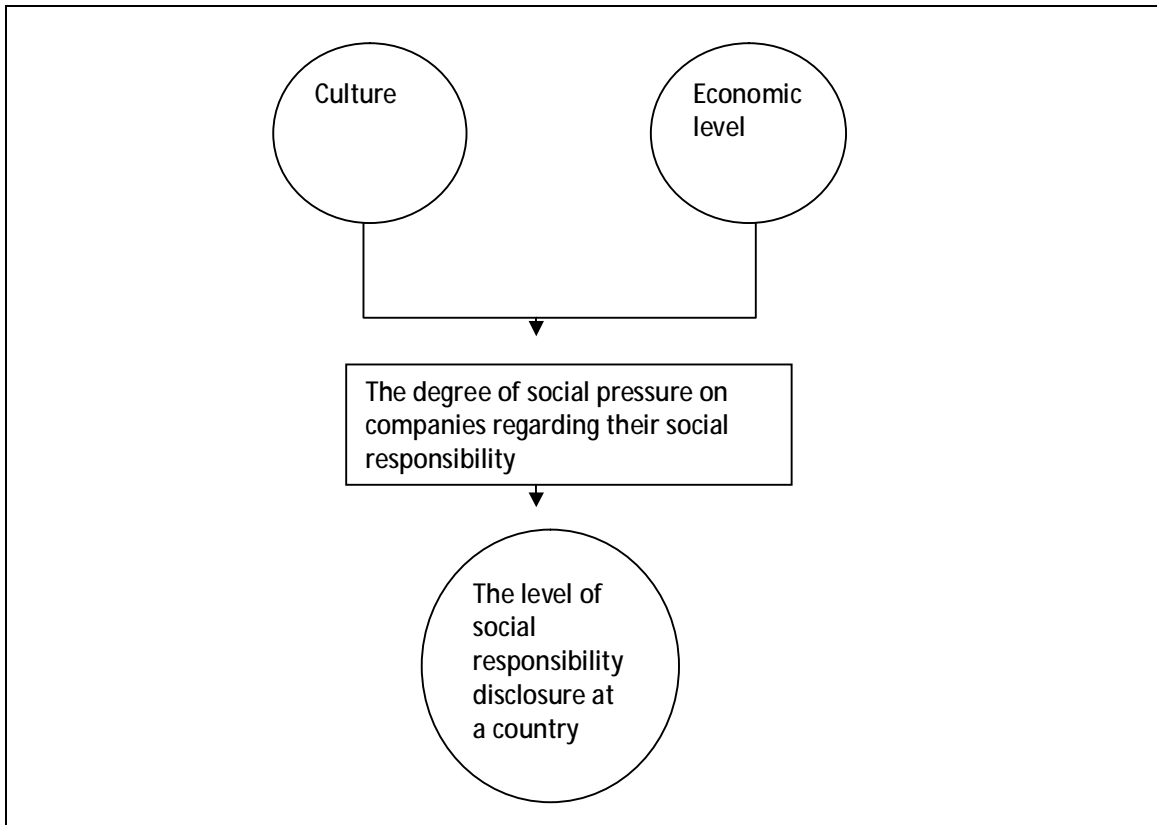 Culture
Economic
level
The degree of social pressure on
companies regarding their social
responsibility
The level of
social
responsibility
disclosure at
a country